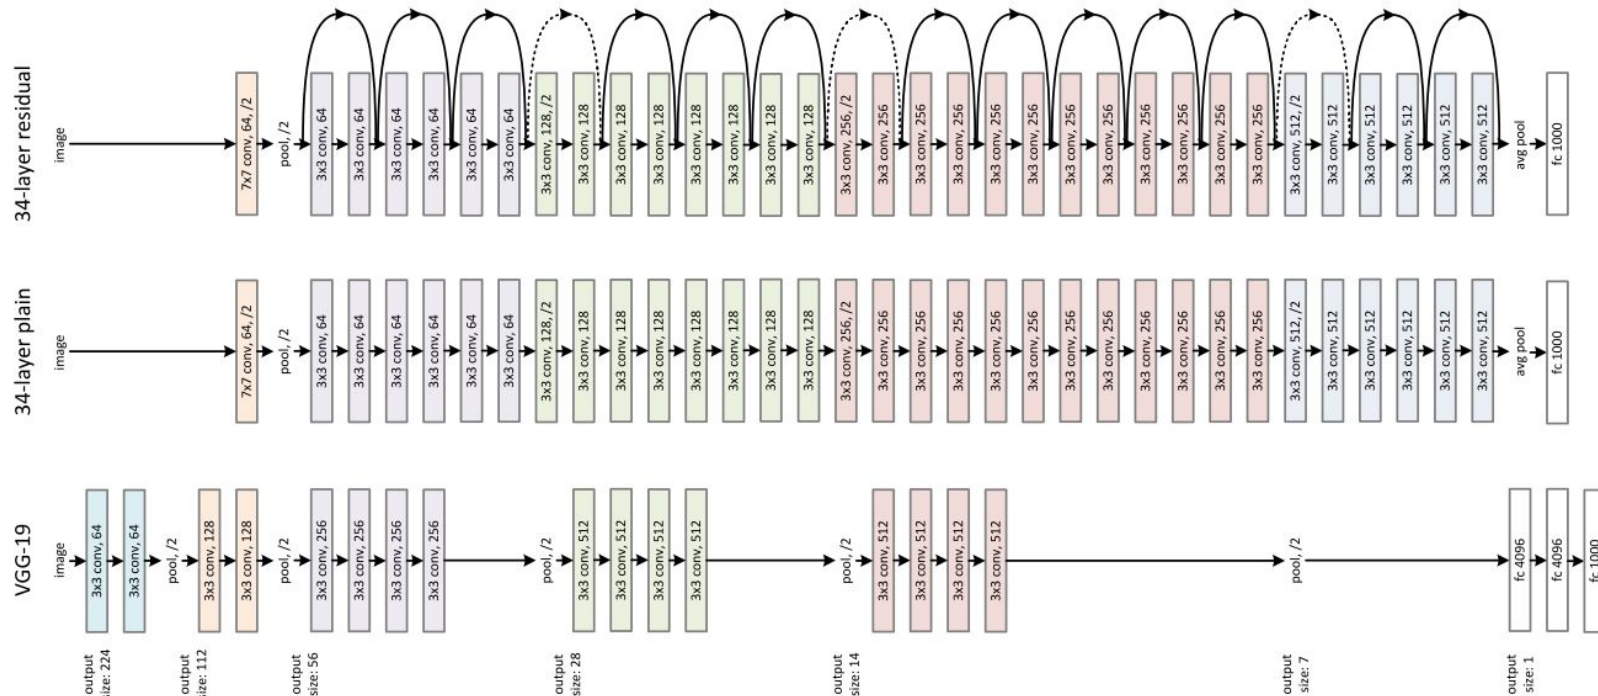 34-layer residual
image
7x7 conv, 64, /2
pool, /2
3x3 conv, 64
3x3 conv, 64
3x3 conv, 64
3x3 conv, 64
3x3 conv, 64
3x3 conv, 64
3x3 conv, 128, /2
3x3 conv, 128
3x3 conv, 128
3x3 conv, 128
3x3 conv, 128
3x3 conv, 128
3x3 conv, 128
3x3 conv, 128
3x3 conv, 256, /2
3x3 conv, 256
3x3 conv, 256
3x3 conv, 256
3x3 conv, 256
3x3 conv, 256
3x3 conv, 256
3x3 conv, 256
3x3 conv, 256
3x3 conv, 256
3x3 conv, 256
3x3 conv, 256
3x3 conv, 512, /2
3x3 conv, 512
3x3 conv, 512
3x3 conv, 512
3x3 conv, 512
3x3 conv, 512
avg pool
fc 1000
34-layer plain
image
7x7 conv, 64, /2
pool, /2
3x3 conv, 64
3x3 conv, 64
3x3 conv, 64
3x3 conv, 64
3x3 conv, 64
3x3 conv, 64
3x3 conv, 128, /2
3x3 conv, 128
3x3 conv, 128
3x3 conv, 128
3x3 conv, 128
3x3 conv, 128
3x3 conv, 128
3x3 conv, 128
3x3 conv, 256, /2
3x3 conv, 256
3x3 conv, 256
3x3 conv, 256
3x3 conv, 256
3x3 conv, 256
3x3 conv, 256
3x3 conv, 256
3x3 conv, 256
3x3 conv, 256
3x3 conv, 256
3x3 conv, 256
3x3 conv, 512, /2
3x3 conv, 512
3x3 conv, 512
3x3 conv, 512
3x3 conv, 512
3x3 conv, 512
avg pool
fc 1000
VGG-19
image
3x3 conv, 64
3x3 conv, 64
pool, /2
3x3 conv, 128
3x3 conv, 128
pool, /2
3x3 conv, 256
3x3 conv, 256
3x3 conv, 256
3x3 conv, 256
pool, /2
3x3 conv, 512
3x3 conv, 512
3x3 conv, 512
3x3 conv, 512
pool, /2
3x3 conv, 512
3x3 conv, 512
3x3 conv, 512
3x3 conv, 512
pool, /2
fc 4096
fc 4096
fc 1000
output
size: 224
output
size: 112
output
size: 56
output
size: 28
output
size: 14
output
size: 7
output
size: 1